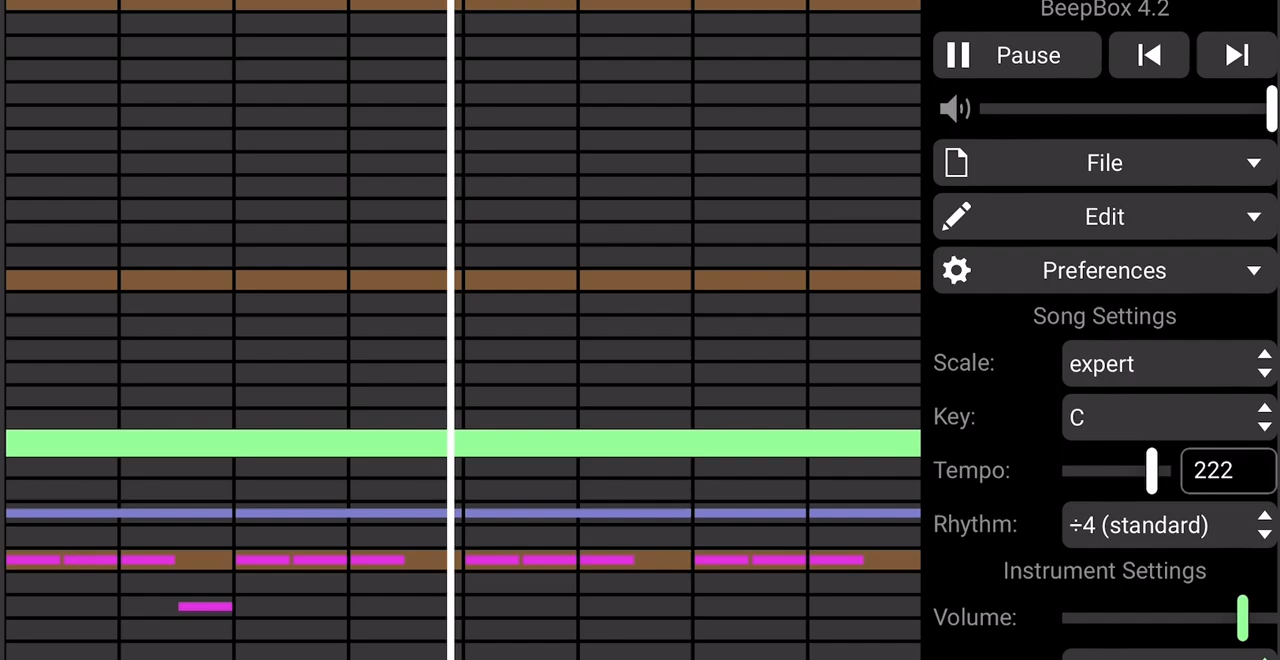 BeepBox 4.2
Pause
File
Edit
Preferences
Song Settings
Scale: expert
Key: C
Tempo: 222
Rhythm: ÷4 (standard)
Instrument Settings
Volume: